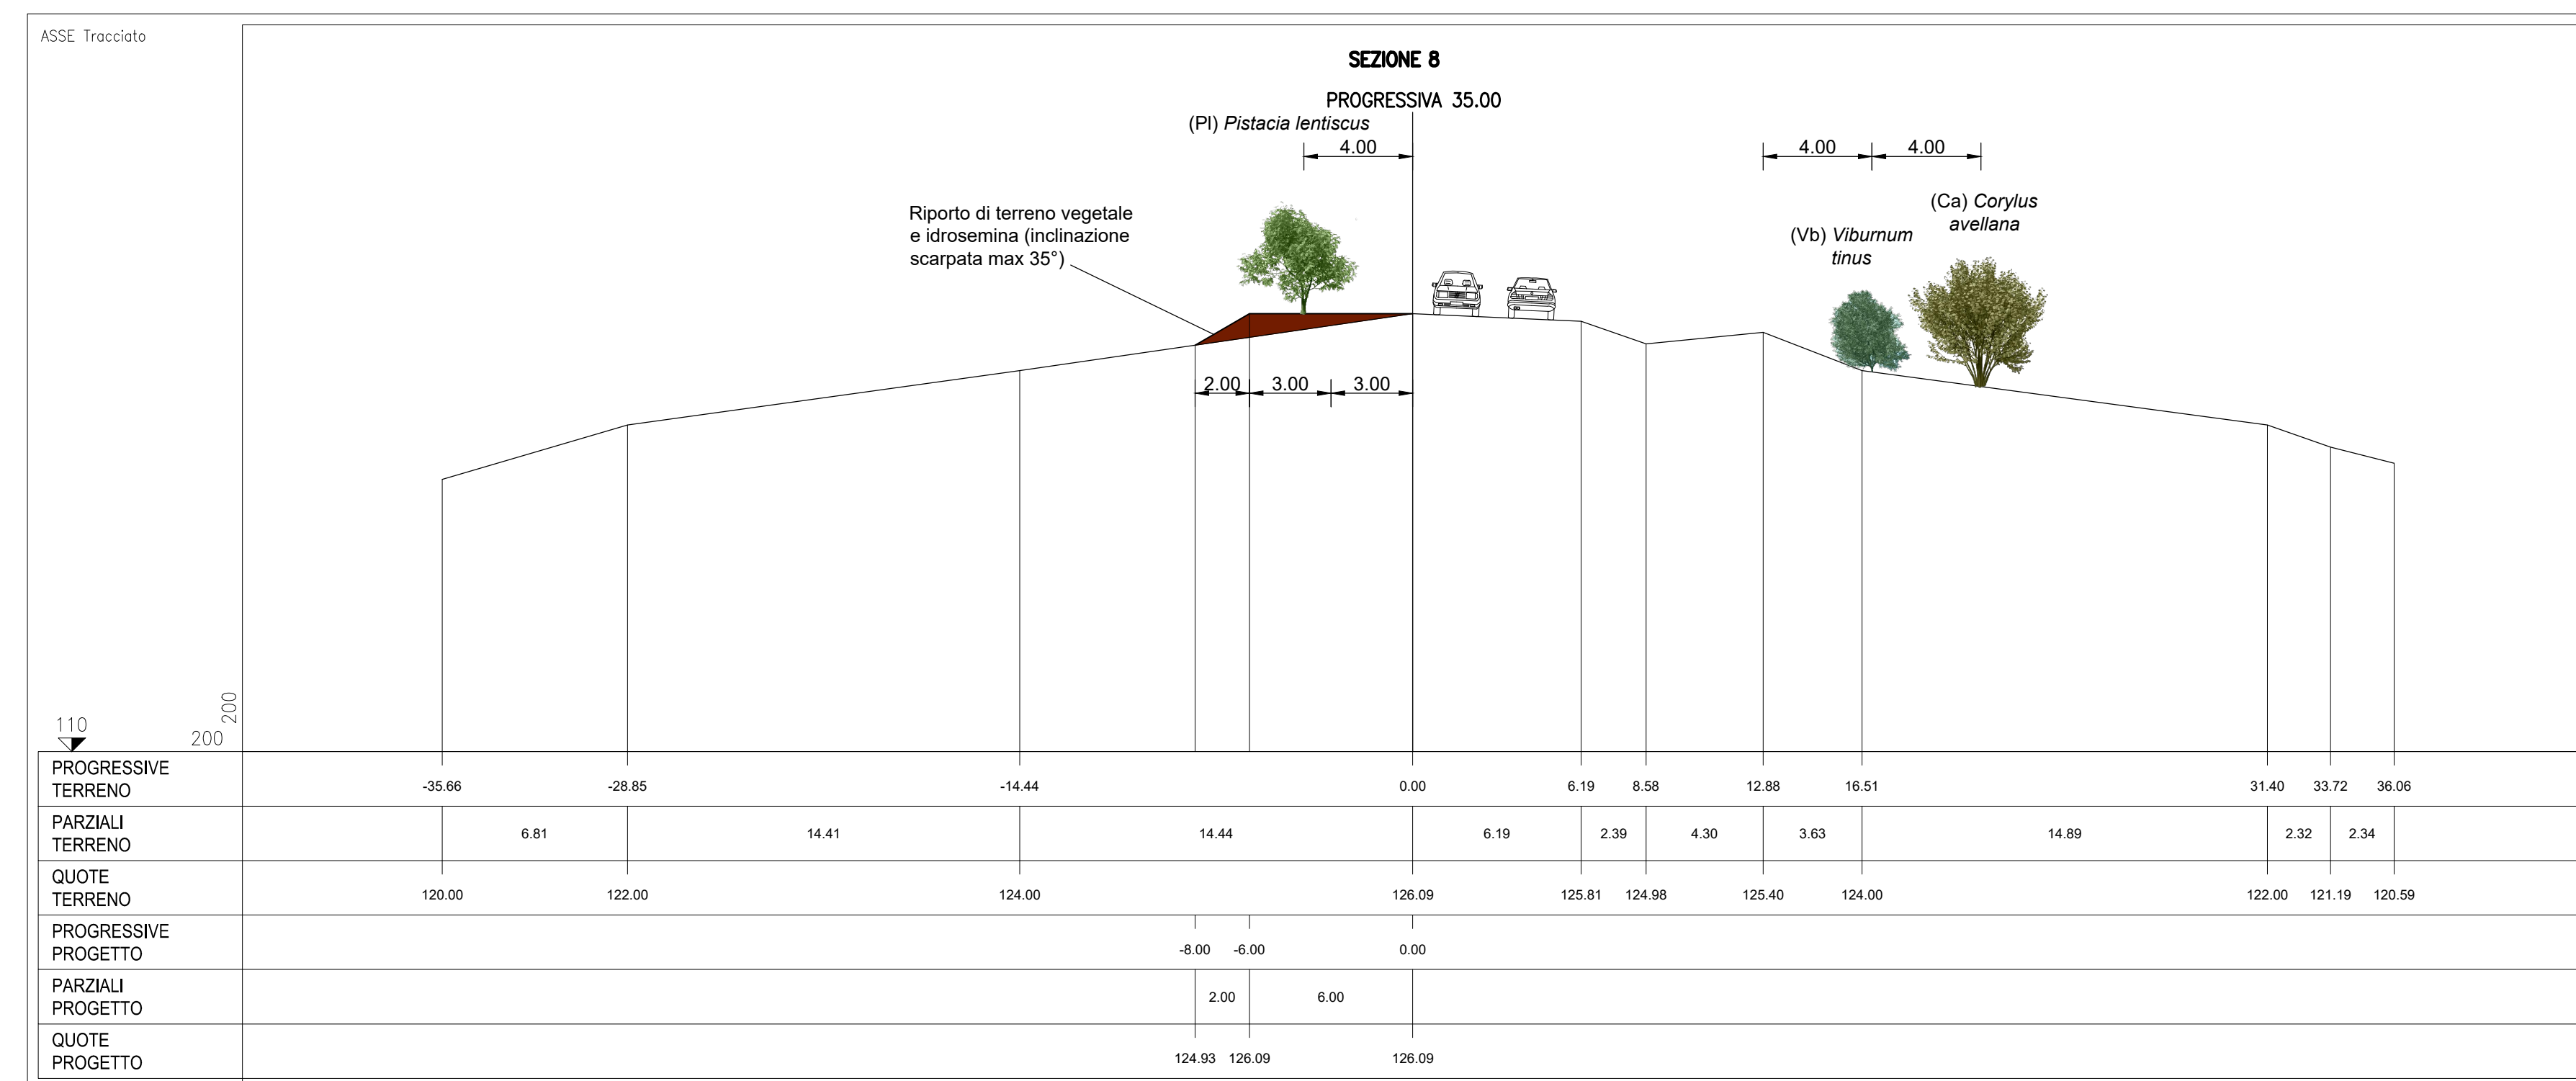 ASSE Tracciato
SEZIONE 8
PROGRESSIVA 35.00
(Pl) Pistacia lentiscus
4.00
4.00 4.00
Riporto di terreno vegetale
e idrosemina (inclinazione
scarpata max 35°)
(Ca) Corylus
avellana
(Vb) Viburnum
tinus
2.00 3.00 3.00
110
200
200
PROGRESSIVE
TERRENO
-35.66 -28.85 -14.44 0.00 6.19 8.58 12.88 16.51 31.40 33.72 36.06
PARZIALI
TERRENO
6.81 14.41 14.44 6.19 2.39 4.30 3.63 14.89 2.32 2.34
QUOTE
TERRENO
120.00 122.00 124.00 126.09 125.81 124.98 125.40 124.00 122.00 121.19 120.59
PROGRESSIVE
PROGETTO
-8.00 -6.00 0.00
PARZIALI
PROGETTO
2.00 6.00
QUOTE
PROGETTO
124.93 126.09 126.09